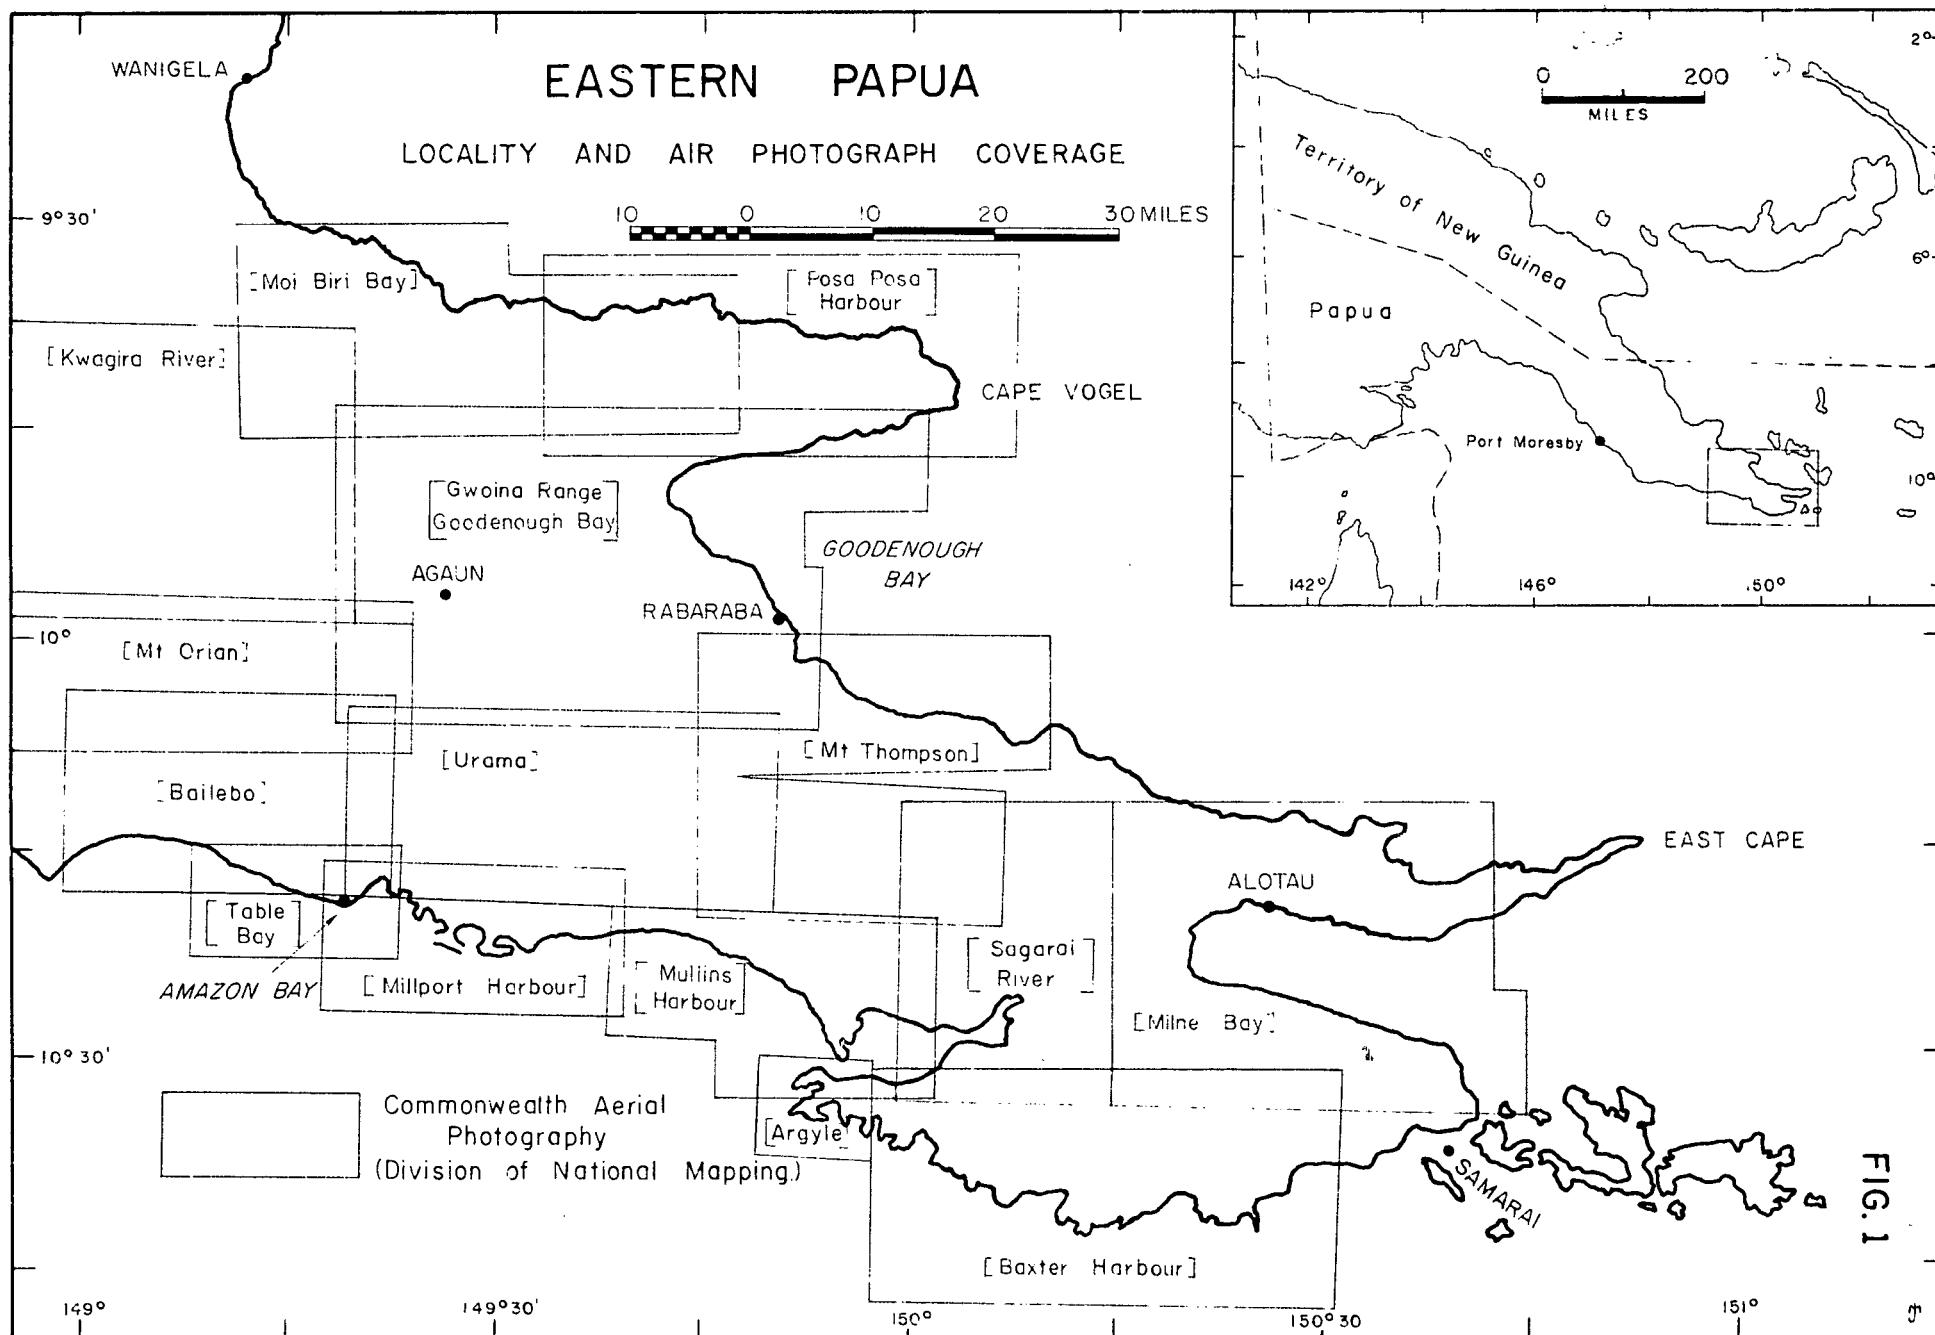 EASTERN PAPUA
LOCALITY AND AIR PHOTOGRAPH COVERAGE
10 0 10 20 30 MILES
WANIGELA
9°30'
[Moi Biri Bay]
[Posa Posa
Harbour]
[Kwagira River]
CAPE VOGEL
[Gwoina Range
Goodenough Bay]
GOODENOUGH
BAY
AGAUN
RABARABA
10°
[Mt Orian]
[Urama]
[Mt Thompson]
[Bailebo]
EAST CAPE
ALOTAU
[Table
Bay]
AMAZON BAY
[Millport Harbour]
[Mullins
Harbour]
[Sagarai
River]
[Milne Bay]
10°30'
[Argyle]
SAMARAI
[Baxter Harbour]
Commonwealth Aerial
Photography
(Division of National Mapping.)
149°
149°30'
150°
150°30
151°
FIG. 1
0 200
MILES
Territory of New Guinea
Papua
Port Moresby
2°
6°
10°
142°
146°
150°